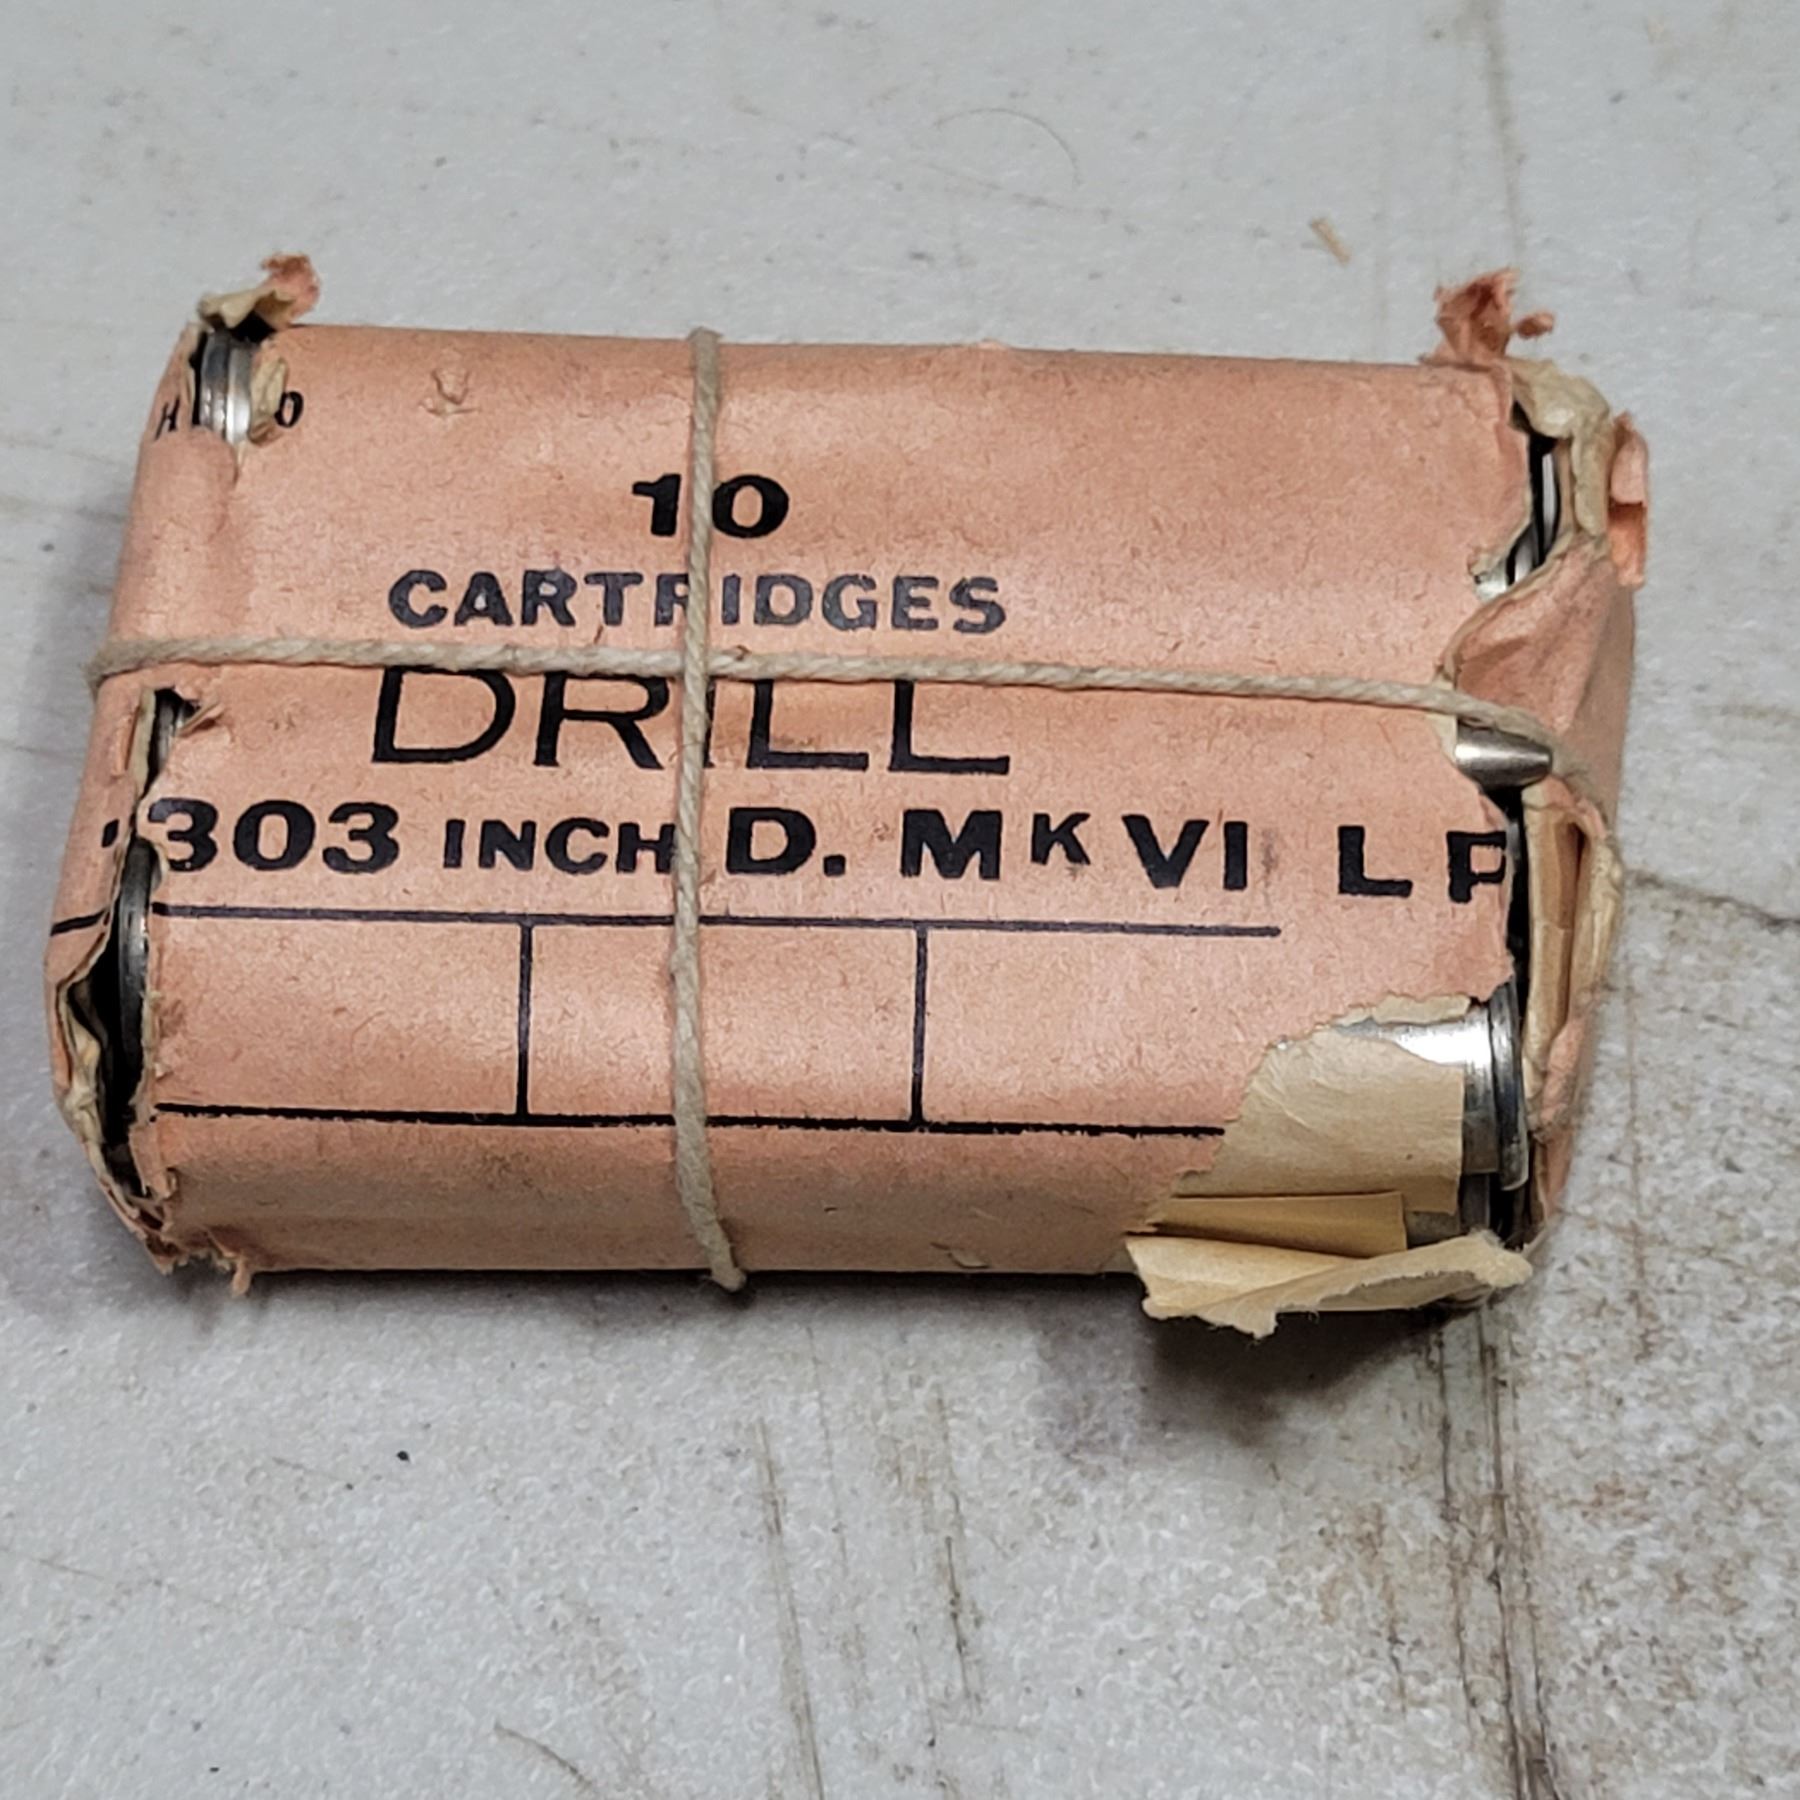 10
CARTRIDGES
DRILL
.303 INCH D. MK VI L P